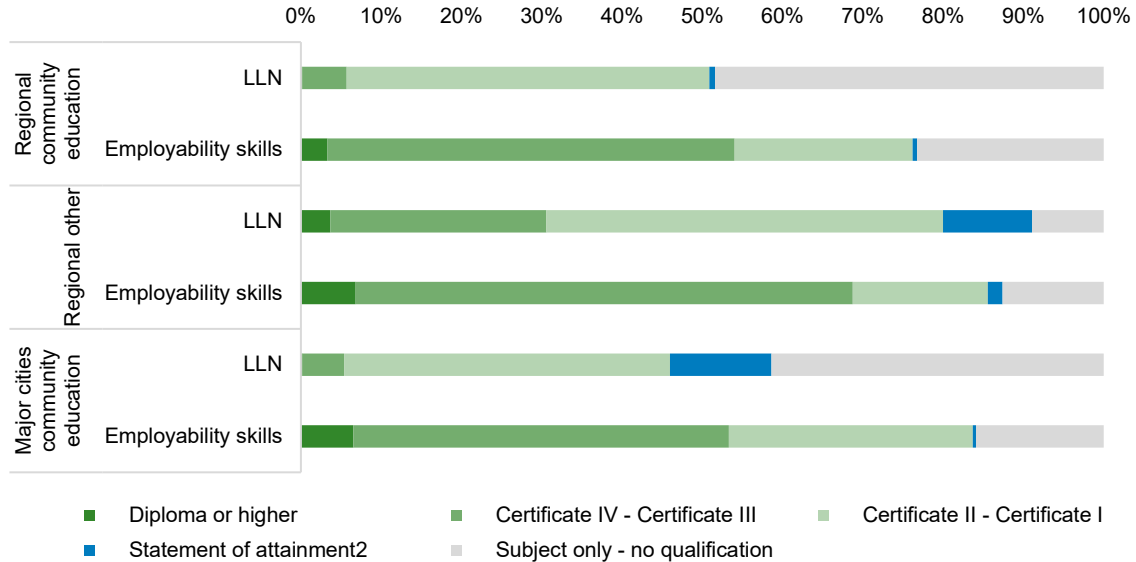 0% 10% 20% 30% 40% 50% 60% 70% 80% 90% 100%
Regional
community
education
LLN
Employability skills
Regional other
LLN
Employability skills
Major cities
community
education
LLN
Employability skills
Diploma or higher Certificate IV - Certificate III Certificate II - Certificate I
Statement of attainment2 Subject only - no qualification